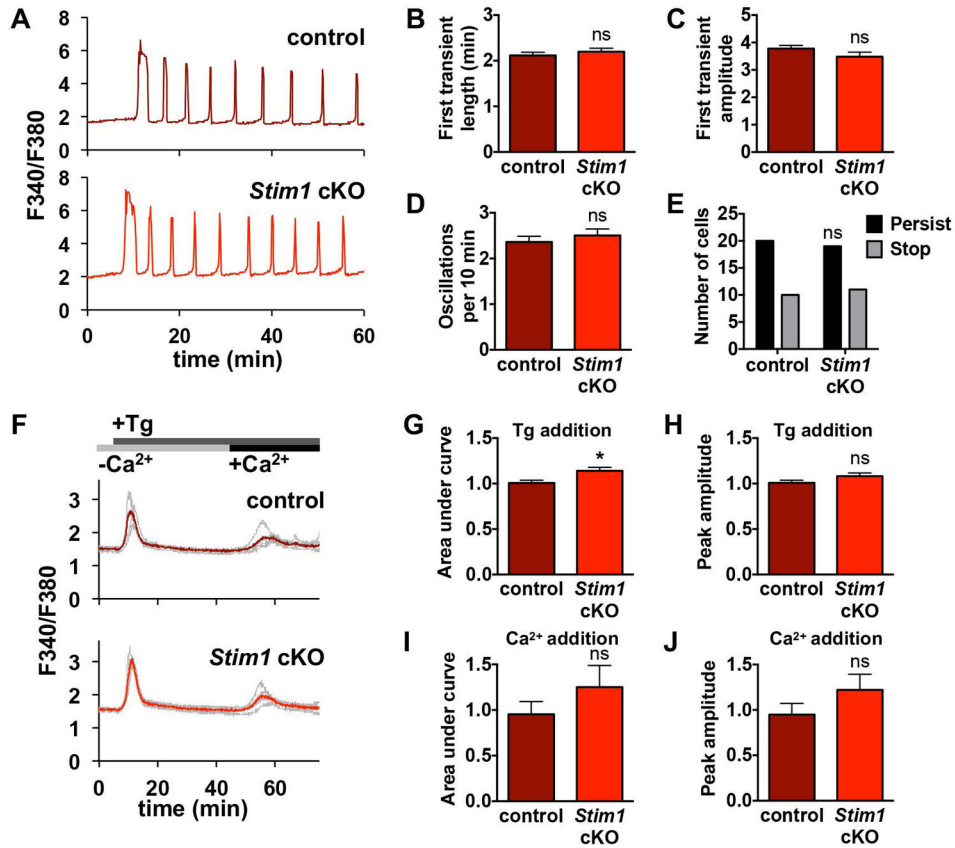 A
control
8
6
4
2
0
F340/F380
Stim1 cKO
8
6
4
2
0
0
20
40
60
time (min)
B
First transient
length (min)
3
2
1
0
ns
control
Stim1
cKO
C
First transient
amplitude
5
4
3
2
1
0
ns
control
Stim1
cKO
D
Oscillations
per 10 min
3
2
1
0
ns
control
Stim1
cKO
E
Number of cells
25
20
15
10
5
0
ns
Persist
Stop
control
Stim1
cKO
F
+Tg
-Ca²⁺
+Ca²⁺
control
4
3
2
1
0
F340/F380
Stim1 cKO
4
3
2
1
0
0
20
40
60
time (min)
G
Tg addition
Area under curve
1.5
1.0
0.5
0.0
*
control
Stim1
cKO
H
Tg addition
Peak amplitude
1.5
1.0
0.5
0.0
ns
control
Stim1
cKO
I
Ca²⁺ addition
Area under curve
1.5
1.0
0.5
0.0
ns
control
Stim1
cKO
J
Ca²⁺ addition
Peak amplitude
1.5
1.0
0.5
0.0
ns
control
Stim1
cKO